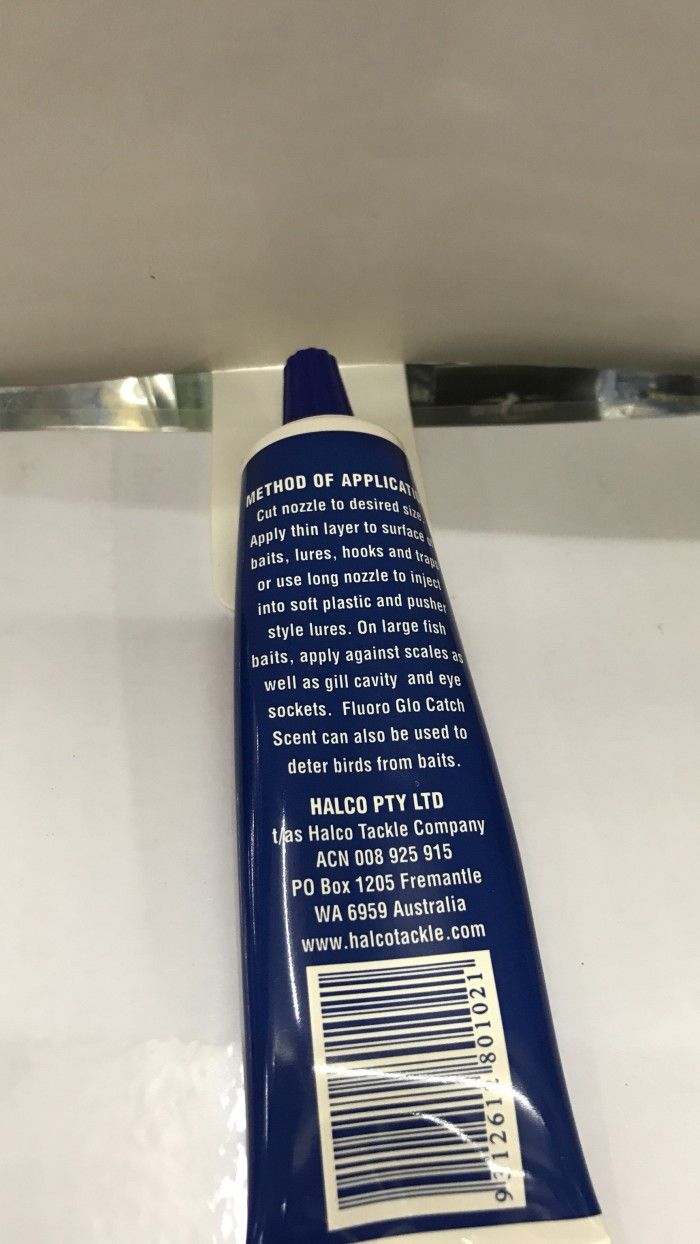 METHOD OF APPLICATI
Cut nozzle to desired size.
Apply thin layer to surface o
baits, lures, hooks and traps
or use long nozzle to inject
into soft plastic and pusher
style lures. On large fish
baits, apply against scales as
well as gill cavity and eye
sockets. Fluoro Glo Catch
Scent can also be used to
deter birds from baits.
HALCO PTY LTD
t/as Halco Tackle Company
ACN 008 925 915
PO Box 1205 Fremantle
WA 6959 Australia
www.halcotackle.com